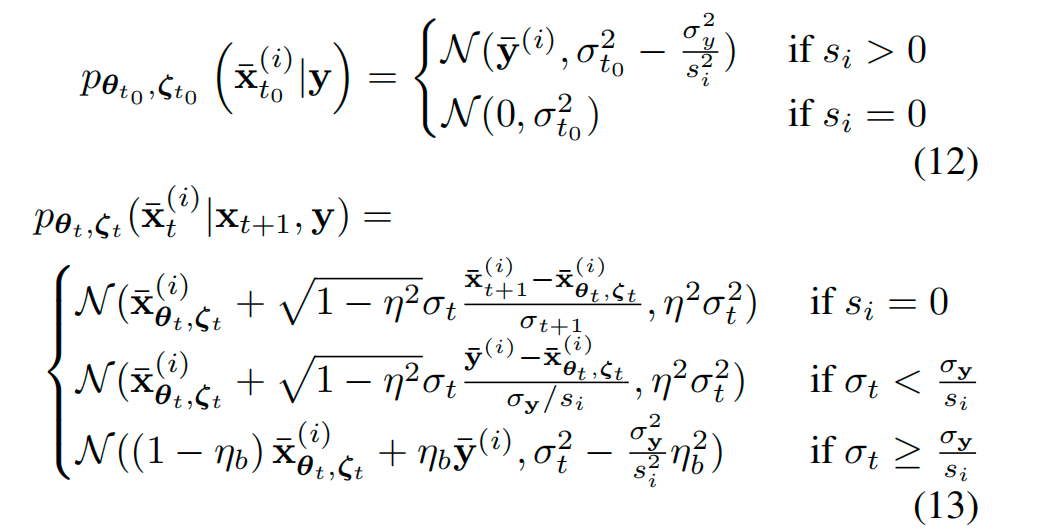 p_{θ_{t_0},ζ_{t_0}} ( x̄_{t_0}^{(i)} | y ) = { N(ȳ^{(i)}, σ_{t_0}^2 − σ_y^2/s_i^2) if s_i > 0
N(0, σ_{t_0}^2) if s_i = 0
(12)
p_{θ_t,ζ_t}(x̄_t^{(i)} | x_{t+1}, y) =
{ N(x̄_{θ_t,ζ_t}^{(i)} + √(1 − η^2) σ_t (x̄_{t+1}^{(i)} − x̄_{θ_t,ζ_t}^{(i)})/σ_{t+1}, η^2 σ_t^2) if s_i = 0
N(x̄_{θ_t,ζ_t}^{(i)} + √(1 − η^2) σ_t (ȳ^{(i)} − x̄_{θ_t,ζ_t}^{(i)})/(σ_y/s_i), η^2 σ_t^2) if σ_t < σ_y/s_i
N((1 − η_b) x̄_{θ_t,ζ_t}^{(i)} + η_b ȳ^{(i)}, σ_t^2 − σ_y^2/s_i^2 η_b^2) if σ_t ≥ σ_y/s_i
(13)